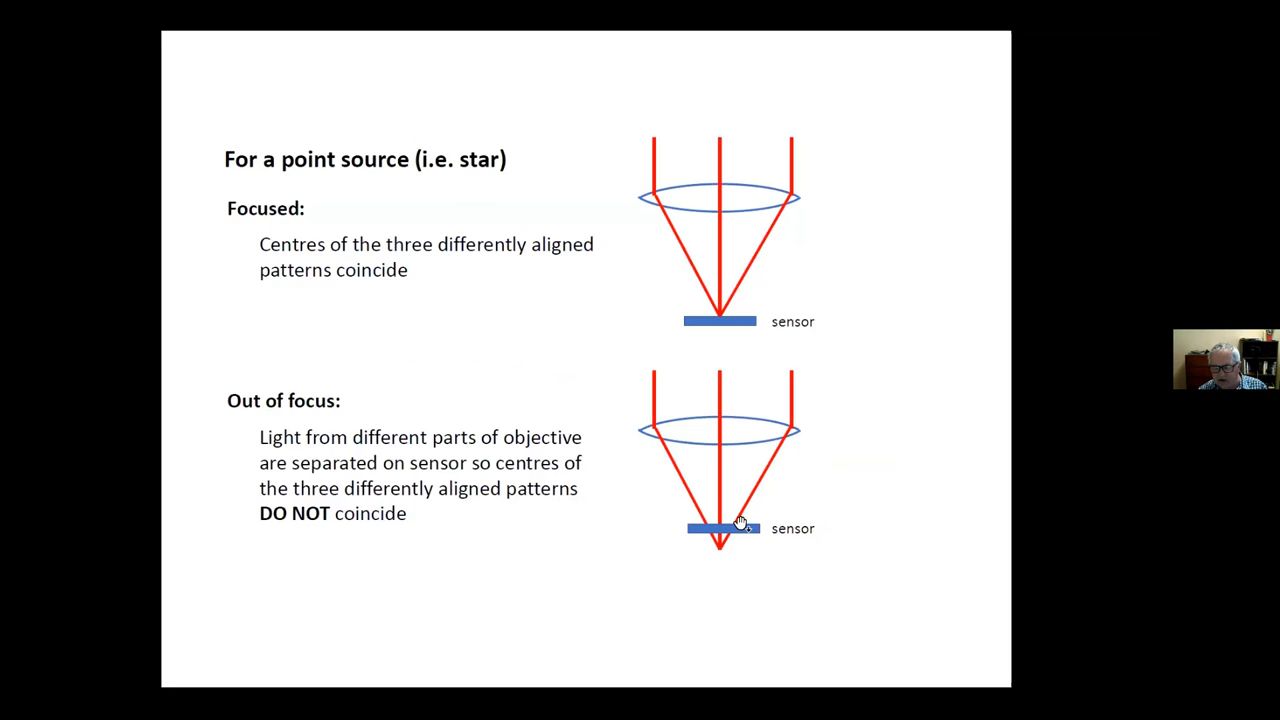 For a point source (i.e. star)
Focused:
Centres of the three differently aligned
patterns coincide
sensor
Out of focus:
Light from different parts of objective
are separated on sensor so centres of
the three differently aligned patterns
DO NOT coincide
sensor